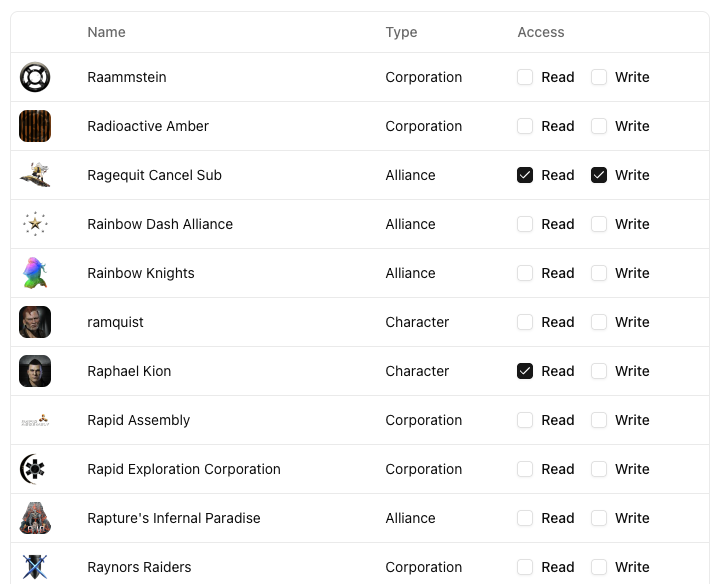 Name Type Access
Raammstein Corporation Read Write
Radioactive Amber Corporation Read Write
Ragequit Cancel Sub Alliance Read Write
Rainbow Dash Alliance Alliance Read Write
Rainbow Knights Alliance Read Write
ramquist Character Read Write
Raphael Kion Character Read Write
Rapid Assembly Corporation Read Write
Rapid Exploration Corporation Corporation Read Write
Rapture's Infernal Paradise Alliance Read Write
Raynors Raiders Corporation Read Write